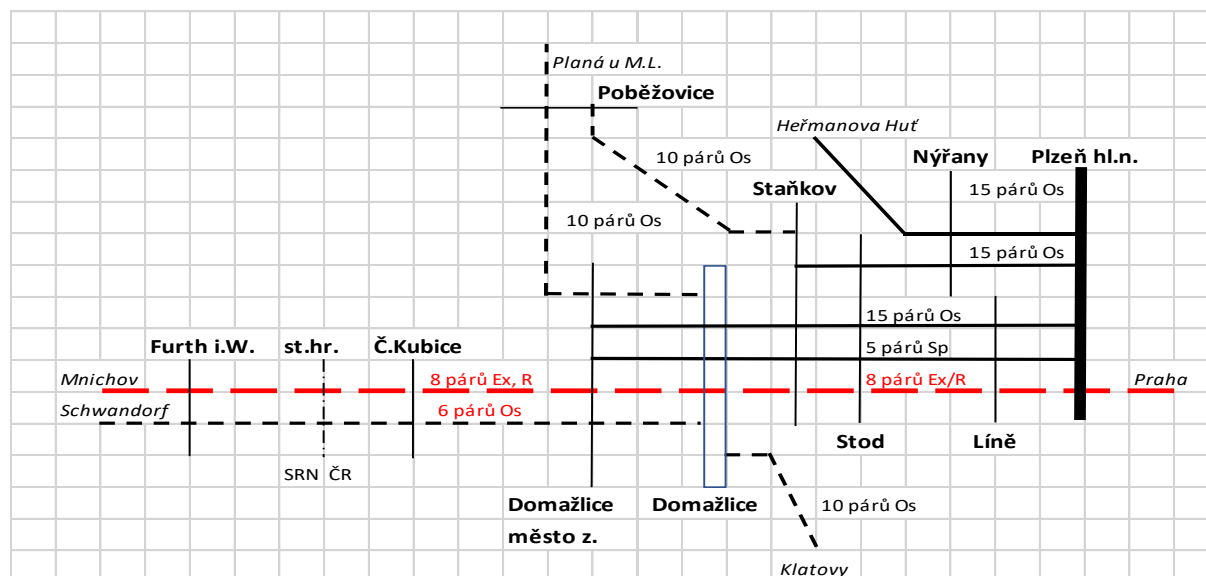 Planá u M.L.
Poběžovice
Heřmanova Huť
10 párů Os
Nýřany
Plzeň hl.n.
Staňkov
15 párů Os
10 párů Os
15 párů Os
15 párů Os
Furth i.W.
st.hr.
Č.Kubice
5 párů Sp
Mnichov
8 párů Ex, R
8 párů Ex/R
Praha
Schwandorf
6 párů Os
Stod
Líně
SRN ČR
Domažlice
město z.
Domažlice
10 párů Os
Klatovy